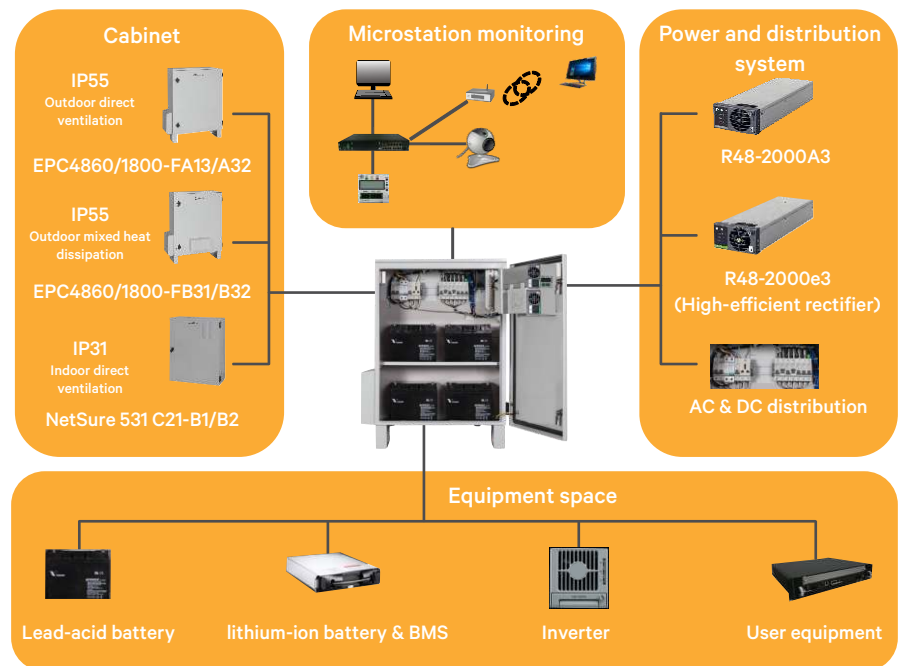 Cabinet
IP55
Outdoor direct
ventilation
EPC4860/1800-FA13/A32
IP55
Outdoor mixed heat
dissipation
EPC4860/1800-FB31/B32
IP31
Indoor direct
ventilation
NetSure 531 C21-B1/B2
Microstation monitoring
Power and distribution
system
R48-2000A3
R48-2000e3
(High-efficient rectifier)
AC & DC distribution
Equipment space
Lead-acid battery
lithium-ion battery & BMS
Inverter
User equipment